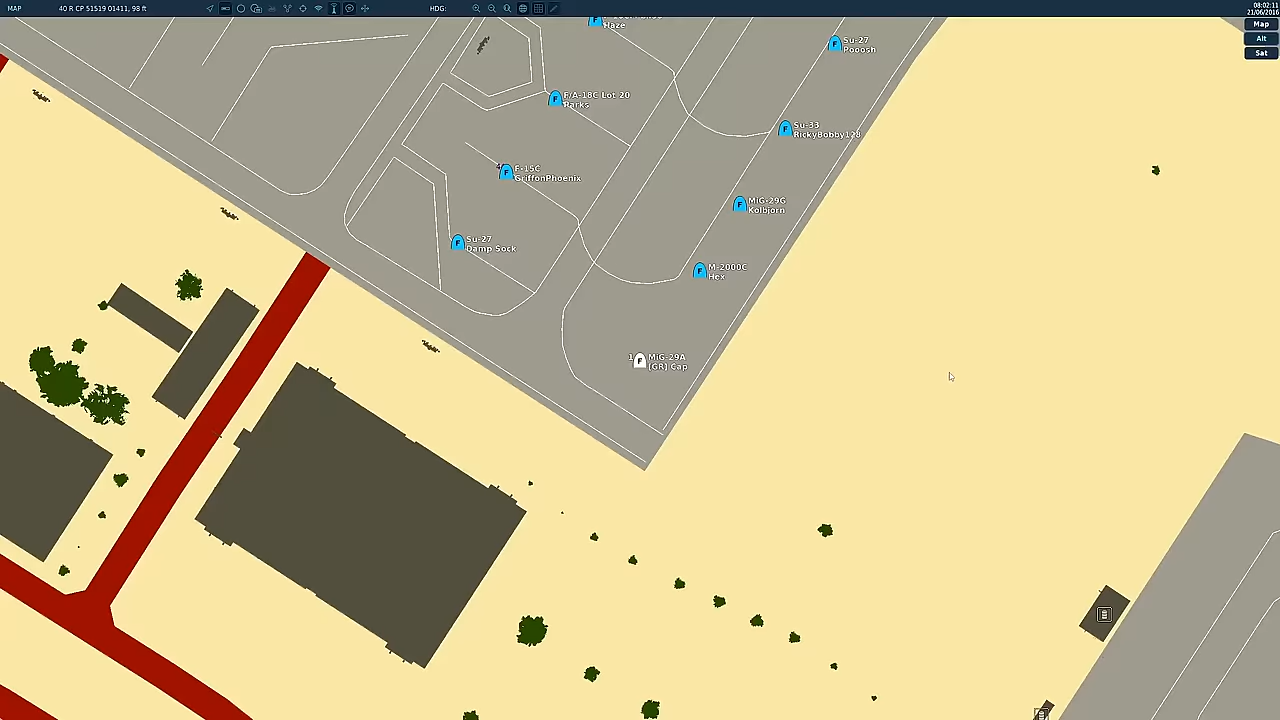 MAP
40 R CP 51519 01411, 98 ft
HDG:
08:02:11
21/06/2016
Map
Alt
Sat
Haze
Su-27
Pooosh
F/A-18C Lot 20
Parks
Su-33
RickyBobby128
F-15C
GriffonPhoenix
MiG-29G
Kolbjorn
Su-27
Damp Sock
M-2000C
Hex
MiG-29A
[GR] Cap